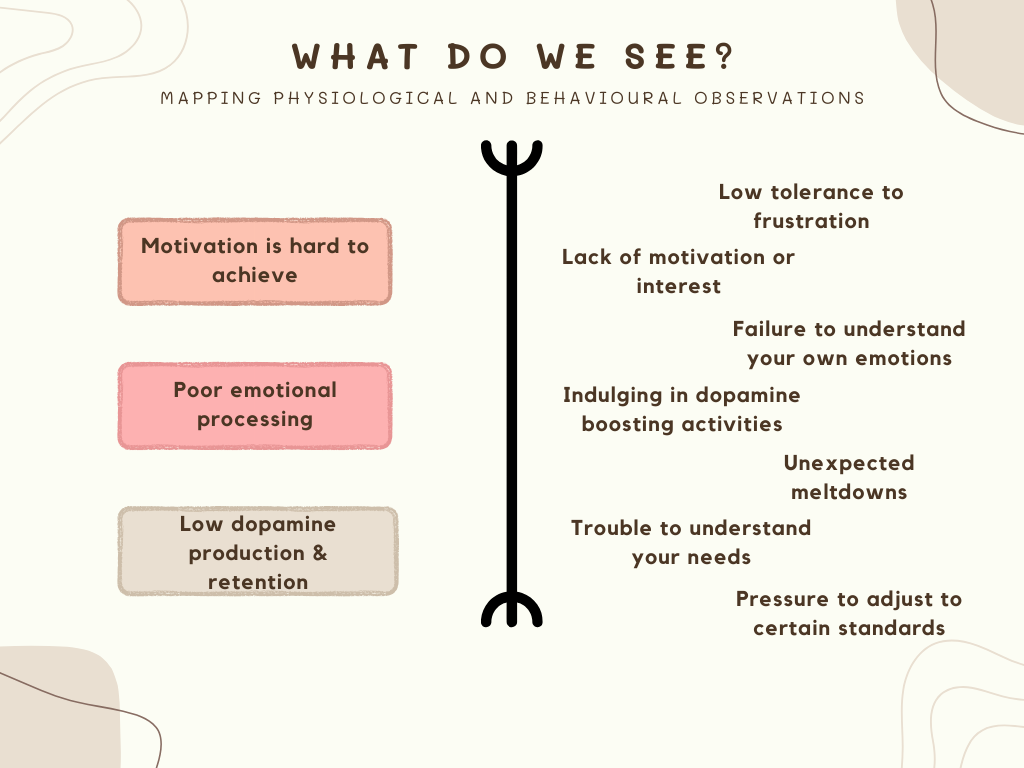 WHAT DO WE SEE?
MAPPING PHYSIOLOGICAL AND BEHAVIOURAL OBSERVATIONS
Motivation is hard to
achieve
Poor emotional
processing
Low dopamine
production &
retention
Low tolerance to
frustration
Lack of motivation or
interest
Failure to understand
your own emotions
Indulging in dopamine
boosting activities
Unexpected
meltdowns
Trouble to understand
your needs
Pressure to adjust to
certain standards